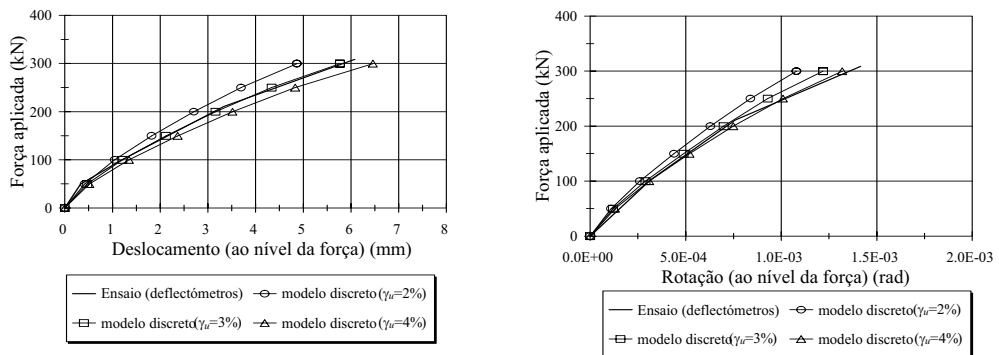 400
300
200
100
0
Força aplicada (kN)
0 1 2 3 4 5 6 7 8
Deslocamento (ao nível da força) (mm)
Ensaio (deflectómetros) modelo discreto(γu=2%)
modelo discreto(γu=3%) modelo discreto(γu=4%)
400
300
200
100
0
Força aplicada (kN)
0.0E+00 5.0E-04 1.0E-03 1.5E-03 2.0E-03
Rotação (ao nível da força) (rad)
Ensaio (deflectómetros) modelo discreto(γu=2%)
modelo discreto(γu=3%) modelo discreto(γu=4%)